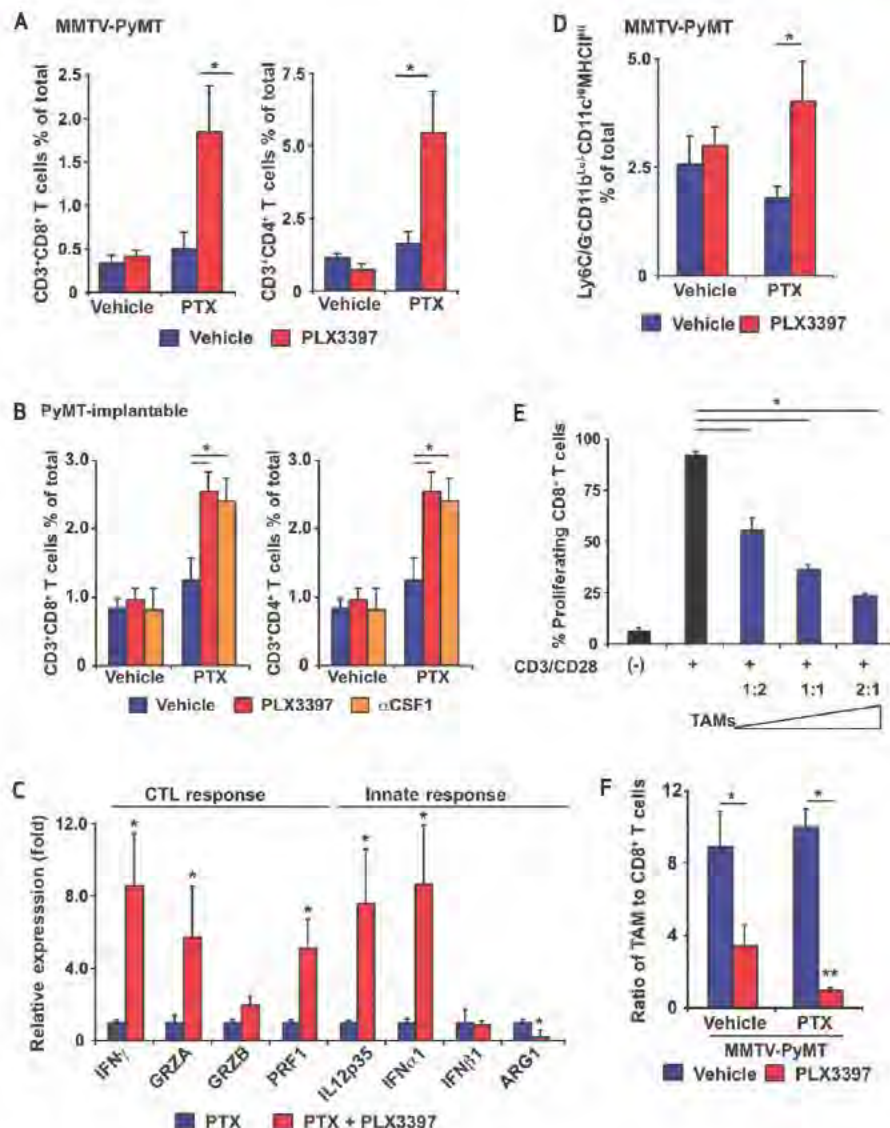 A MMTV-PyMT
CD3⁺CD8⁺ T cells % of total
2.5
2.0
1.5
1.0
0.5
0
*
Vehicle PTX
CD3⁺CD4⁺ T cells % of total
7.5
5.0
2.5
0
*
Vehicle PTX
Vehicle PLX3397
B PyMT-implantable
CD3⁺CD8⁺ T cells % of total
3.0
2.0
1.0
0
*
Vehicle PTX
CD3⁺CD4⁺ T cells % of total
3.0
2.0
1.0
0
*
Vehicle PTX
Vehicle PLX3397 αCSF1
C CTL response Innate response
Relative expresssion (fold)
12.0
8.0
4.0
0
* * * * * *
IFNγ GRZA GRZB PRF1 IL12p35 IFNα1 IFNβ1 ARG1
PTX PTX + PLX3397
D MMTV-PyMT
% of total
5.0
2.5
0
*
Vehicle PTX
Vehicle PLX3397
E
% Proliferating CD8⁺ T cells
100
75
50
25
0
*
CD3/CD28 (-) + + + +
1:2 1:1 2:1
TAMs
F
Ratio of TAM to CD8⁺ T cells
12
8
4
0
* * **
Vehicle PTX
MMTV-PyMT
Vehicle PLX3397